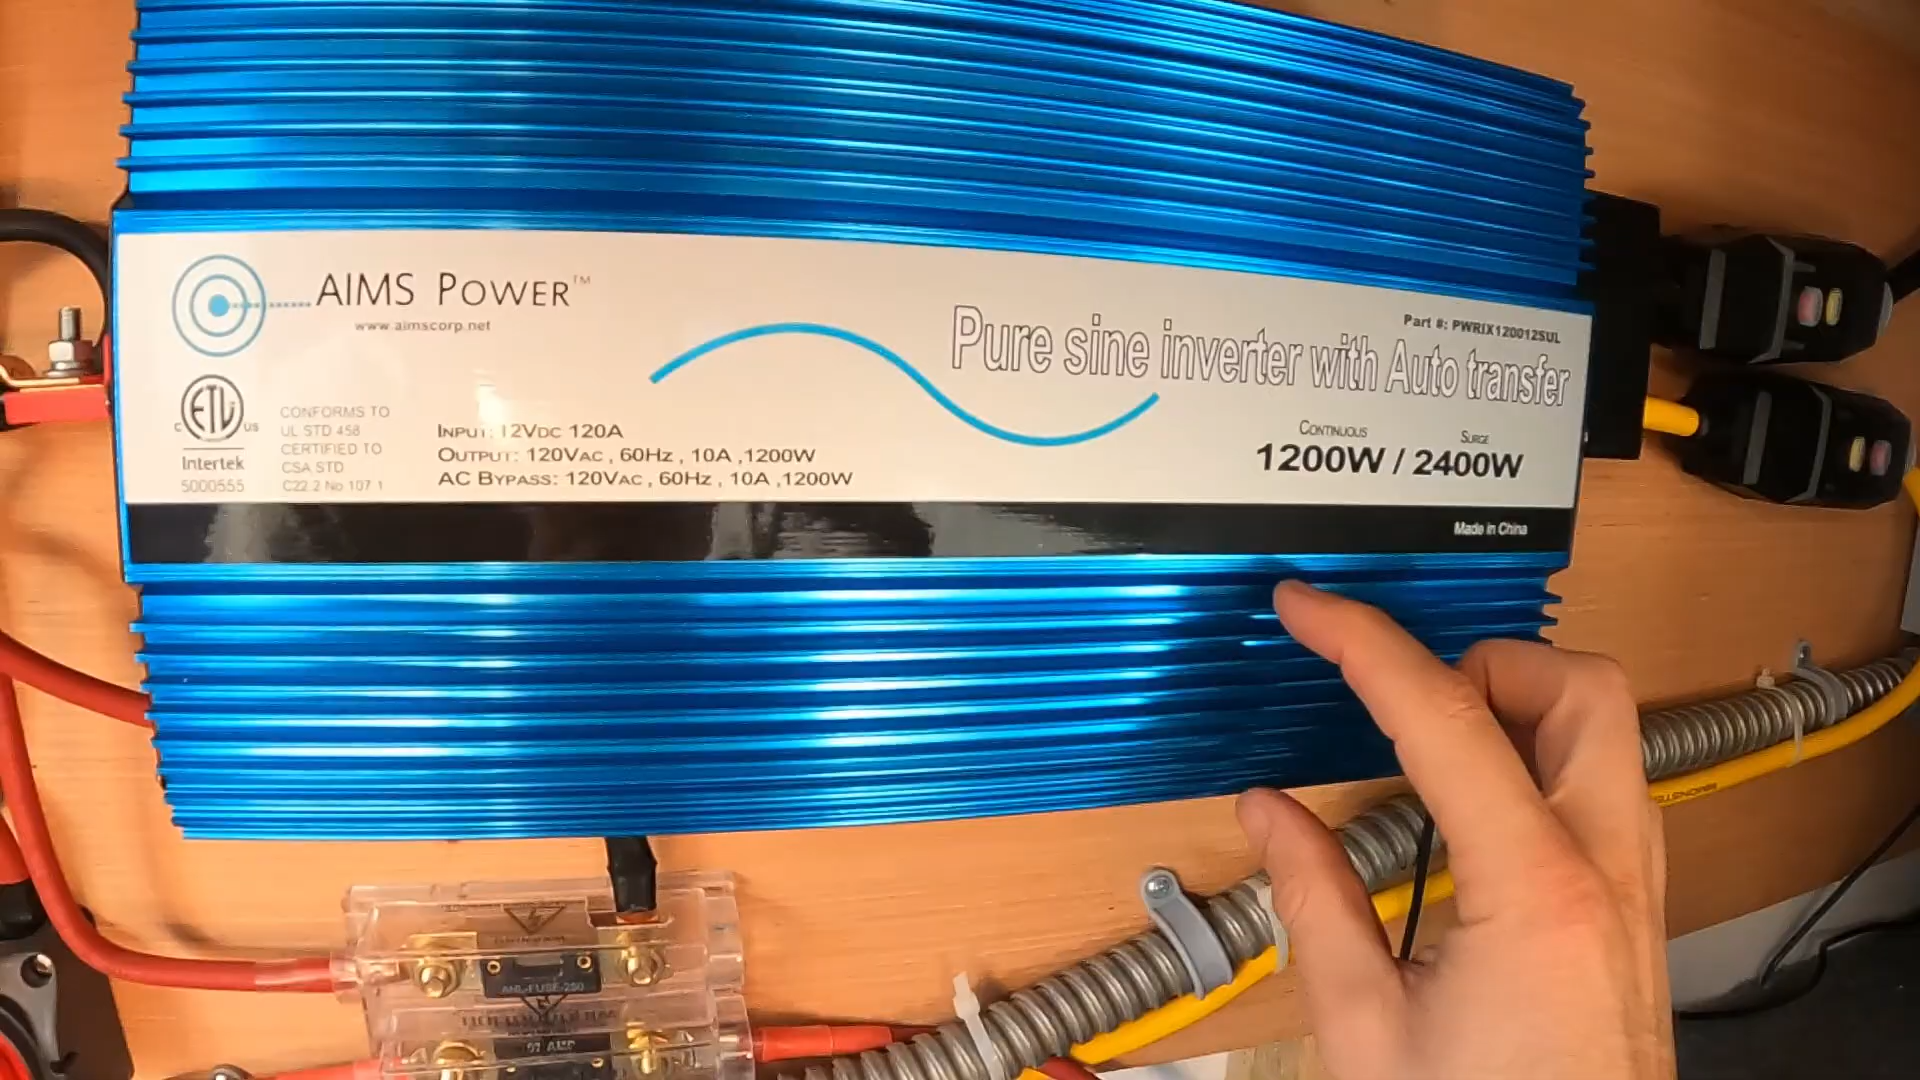 AIMS POWER™
www.aimscorp.net
Part #: PWRIX120012SUL
Pure sine inverter with Auto transfer
ETL
C US
Intertek
5000555
CONFORMS TO
UL STD 458
CERTIFIED TO
CSA STD
C22.2 No 107.1
INPUT: 12VDC 120A
OUTPUT: 120VAC, 60Hz, 10A ,1200W
AC BYPASS: 120VAC, 60Hz, 10A ,1200W
CONTINUOUS SURGE
1200W / 2400W
Made in China
ANL-FUSE-250